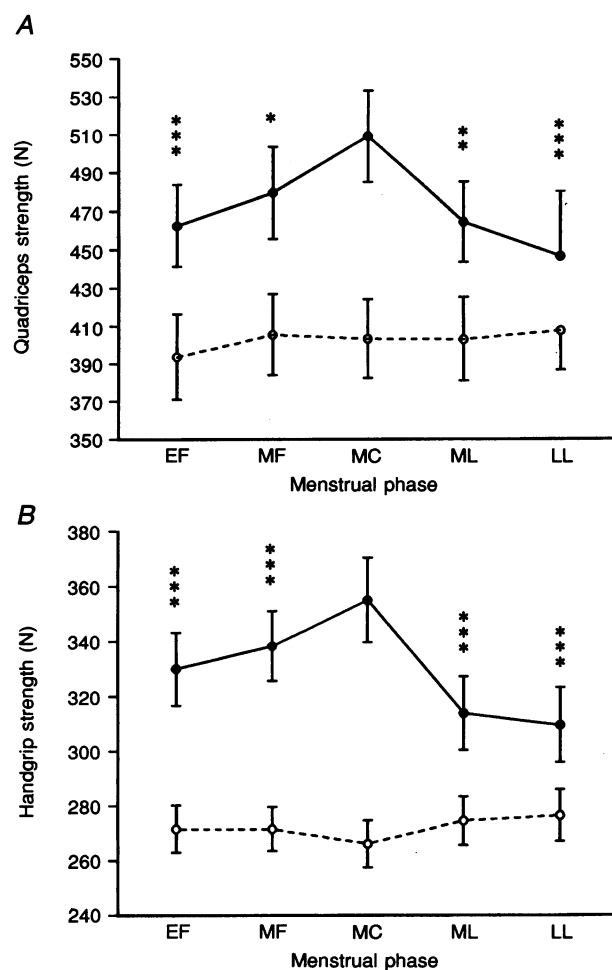 A
550
530
510
490
470
450
430
410
390
370
350
Quadriceps strength (N)
*** * ** ***
EF MF MC ML LL
Menstrual phase
B
380
360
340
320
300
280
260
240
Handgrip strength (N)
*** *** *** ***
EF MF MC ML LL
Menstrual phase